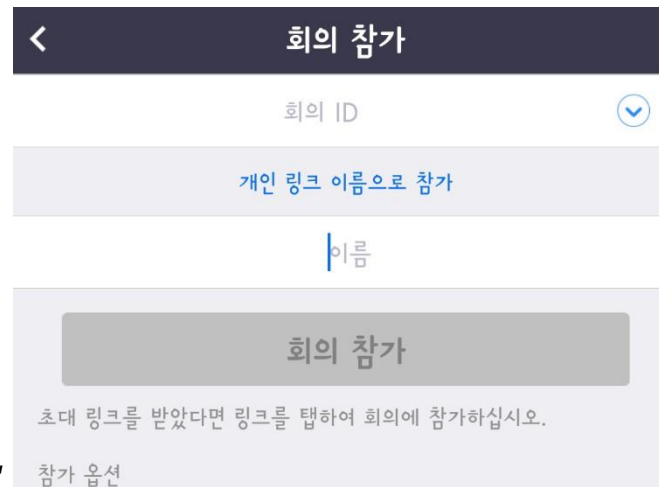 회의 참가
회의 ID
개인 링크 이름으로 참가
이름
회의 참가
초대 링크를 받았다면 링크를 탭하여 회의에 참가하십시오.
참가 옵션